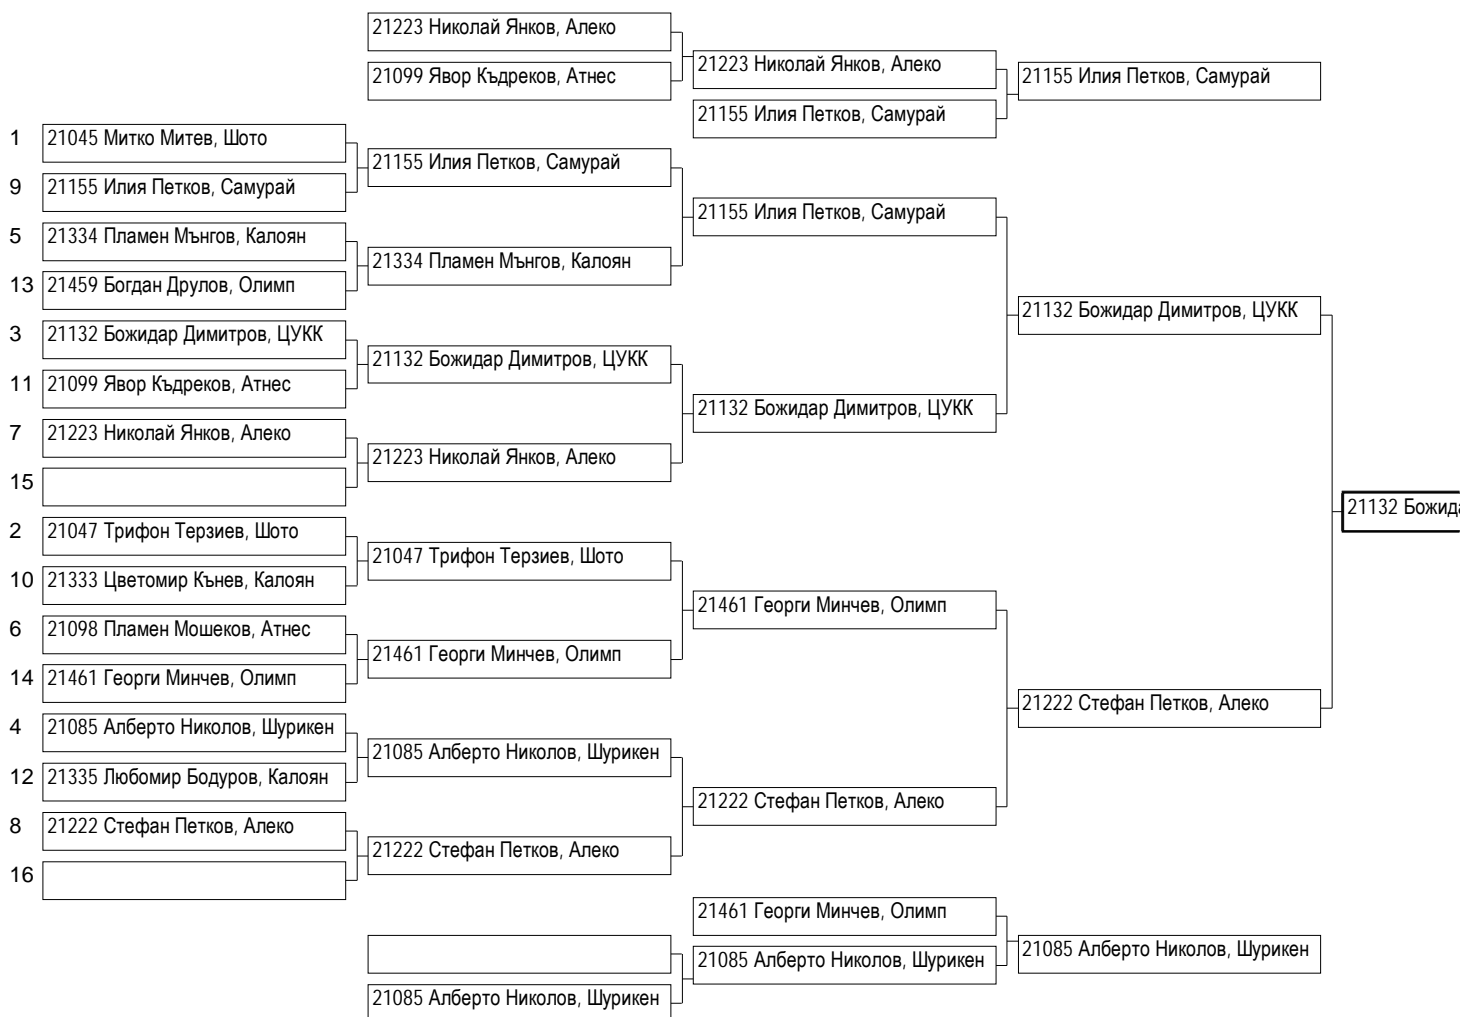 21223 Николай Янков, Алеко
21099 Явор Къдреков, Атнес
21223 Николай Янков, Алеко
21155 Илия Петков, Самурай
21155 Илия Петков, Самурай
1 21045 Митко Митев, Шото
9 21155 Илия Петков, Самурай
5 21334 Пламен Мънгов, Калоян
13 21459 Богдан Друлов, Олимп
3 21132 Божидар Димитров, ЦУКК
11 21099 Явор Къдреков, Атнес
7 21223 Николай Янков, Алеко
15
2 21047 Трифон Терзиев, Шото
10 21333 Цветомир Кънев, Калоян
6 21098 Пламен Мошеков, Атнес
14 21461 Георги Минчев, Олимп
4 21085 Алберто Николов, Шурикен
12 21335 Любомир Бодуров, Калоян
8 21222 Стефан Петков, Алеко
16
21155 Илия Петков, Самурай
21334 Пламен Мънгов, Калоян
21132 Божидар Димитров, ЦУКК
21223 Николай Янков, Алеко
21047 Трифон Терзиев, Шото
21461 Георги Минчев, Олимп
21085 Алберто Николов, Шурикен
21222 Стефан Петков, Алеко
21155 Илия Петков, Самурай
21132 Божидар Димитров, ЦУКК
21461 Георги Минчев, Олимп
21222 Стефан Петков, Алеко
21132 Божидар Димитров, ЦУКК
21222 Стефан Петков, Алеко
21132
21085 Алберто Николов, Шурикен
21461 Георги Минчев, Олимп
21085 Алберто Николов, Шурикен
21085 Алберто Николов, Шурикен